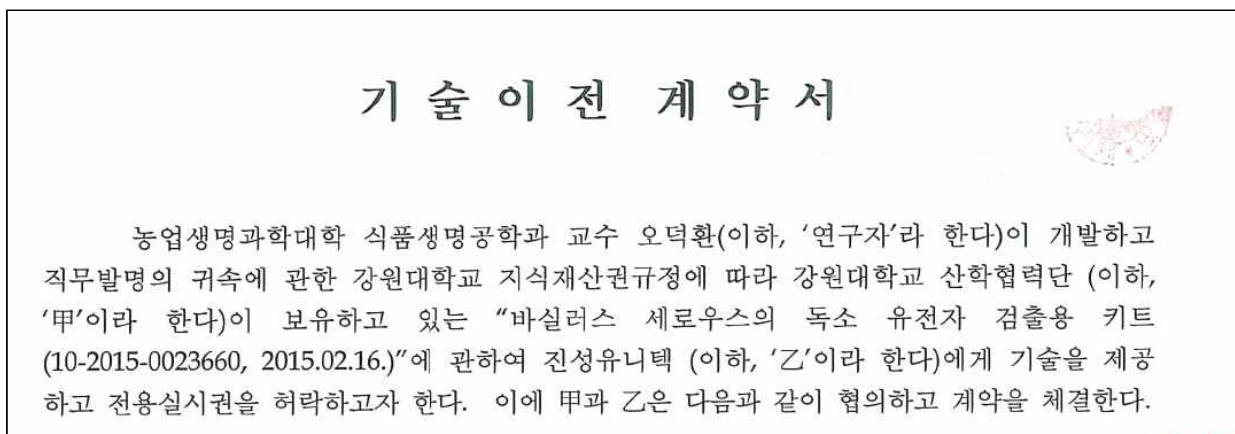 기 술 이 전 계 약 서
농업생명과학대학 식품생명공학과 교수 오덕환(이하, ‘연구자’라 한다)이 개발하고
직무발명의 귀속에 관한 강원대학교 지식재산권규정에 따라 강원대학교 산학협력단 (이하,
‘甲’이라 한다)이 보유하고 있는 “바실러스 세로우스의 독소 유전자 검출용 키트
(10-2015-0023660, 2015.02.16.)”에 관하여 진성유니텍 (이하, ‘乙’이라 한다)에게 기술을 제공
하고 전용실시권을 허락하고자 한다. 이에 甲과 乙은 다음과 같이 협의하고 계약을 체결한다.